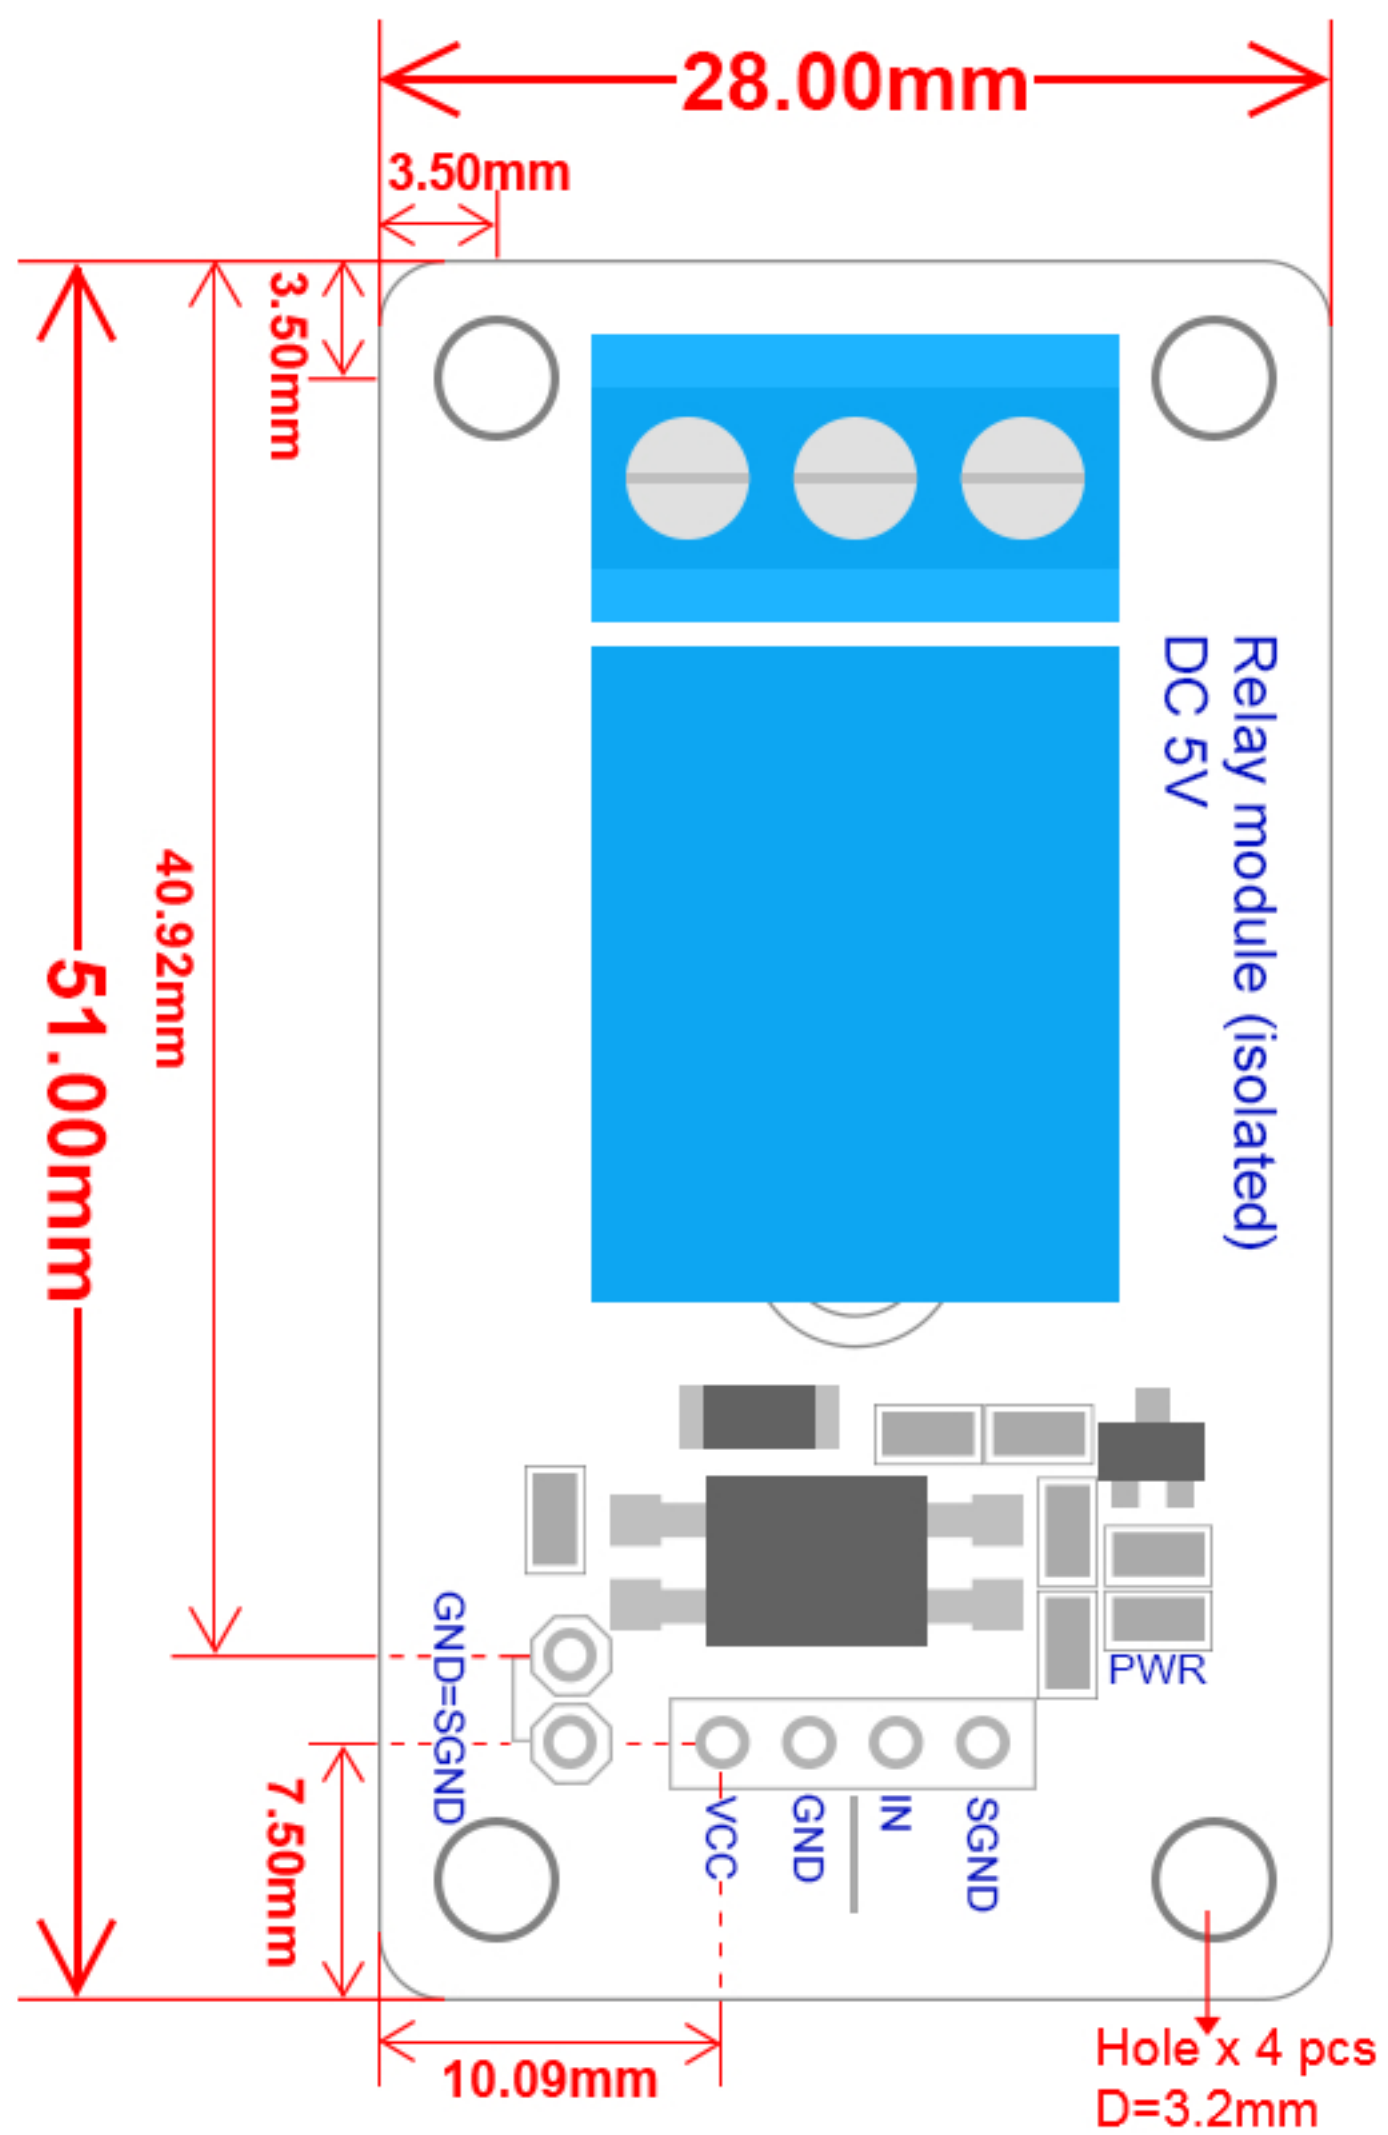 28.00mm
3.50mm
3.50mm
40.92mm
51.00mm
Relay module (isolated)
DC 5V
GND=SGND
PWR
VCC
GND
IN
SGND
7.50mm
10.09mm
Hole x 4 pcs
D=3.2mm